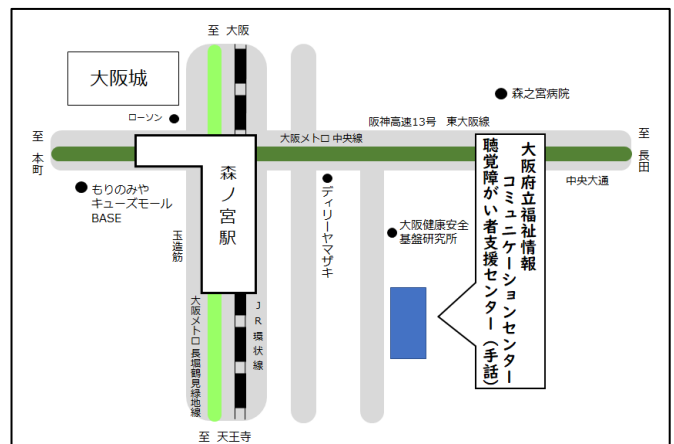 至 大阪
大阪城
ローソン
森之宮病院
阪神高速13号 東大阪線
大阪メトロ 中央線
至 本町
至 長田
中央大通
森ノ宮駅
もりのみや
キューズモール
BASE
玉造筋
ディリーヤマザキ
大阪健康安全
基盤研究所
大阪府立福祉情報
コミュニケーションセンター
聴覚障がい者支援センター（手話）
大阪メトロ 長堀鶴見緑地線
JR環状線
至 天王寺